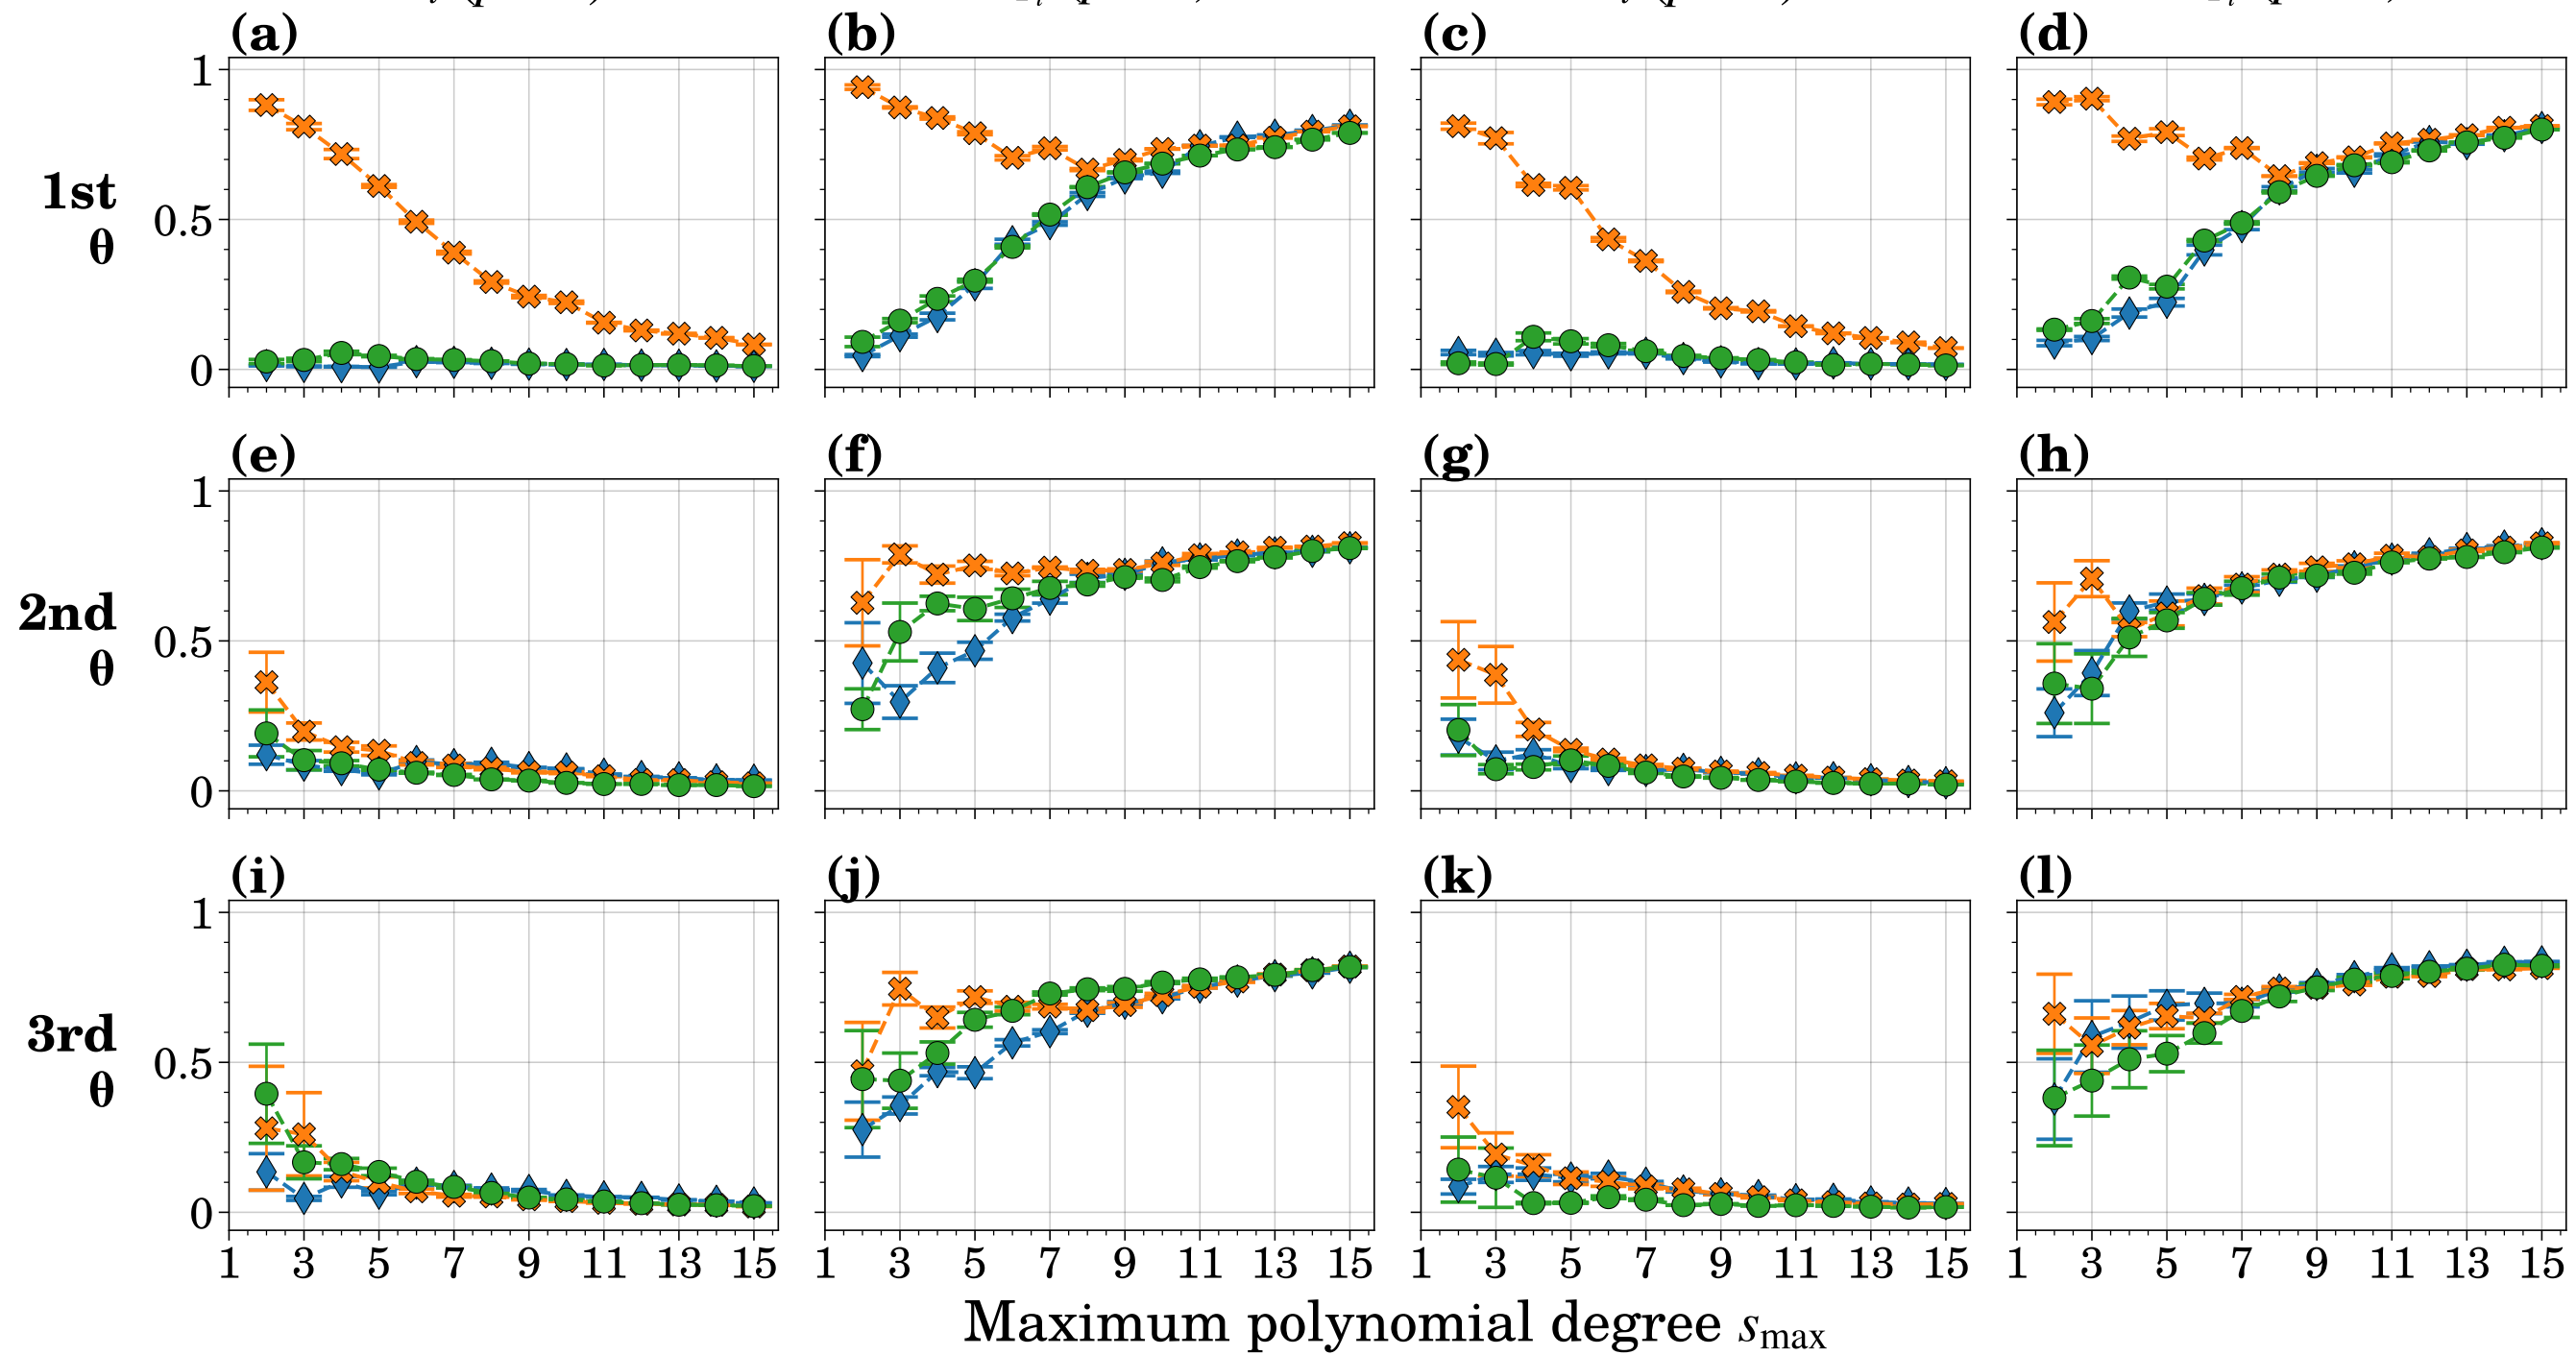 (a) (b) (c) (d)
1
1st 0.5
θ
0
(e) (f) (g) (h)
1
2nd 0.5
θ
0
(i) (j) (k) (l)
1
3rd 0.5
θ
0
1 3 5 7 9 11 13 15 1 3 5 7 9 11 13 15 1 3 5 7 9 11 13 15 1 3 5 7 9 11 13 15
Maximum polynomial degree smax